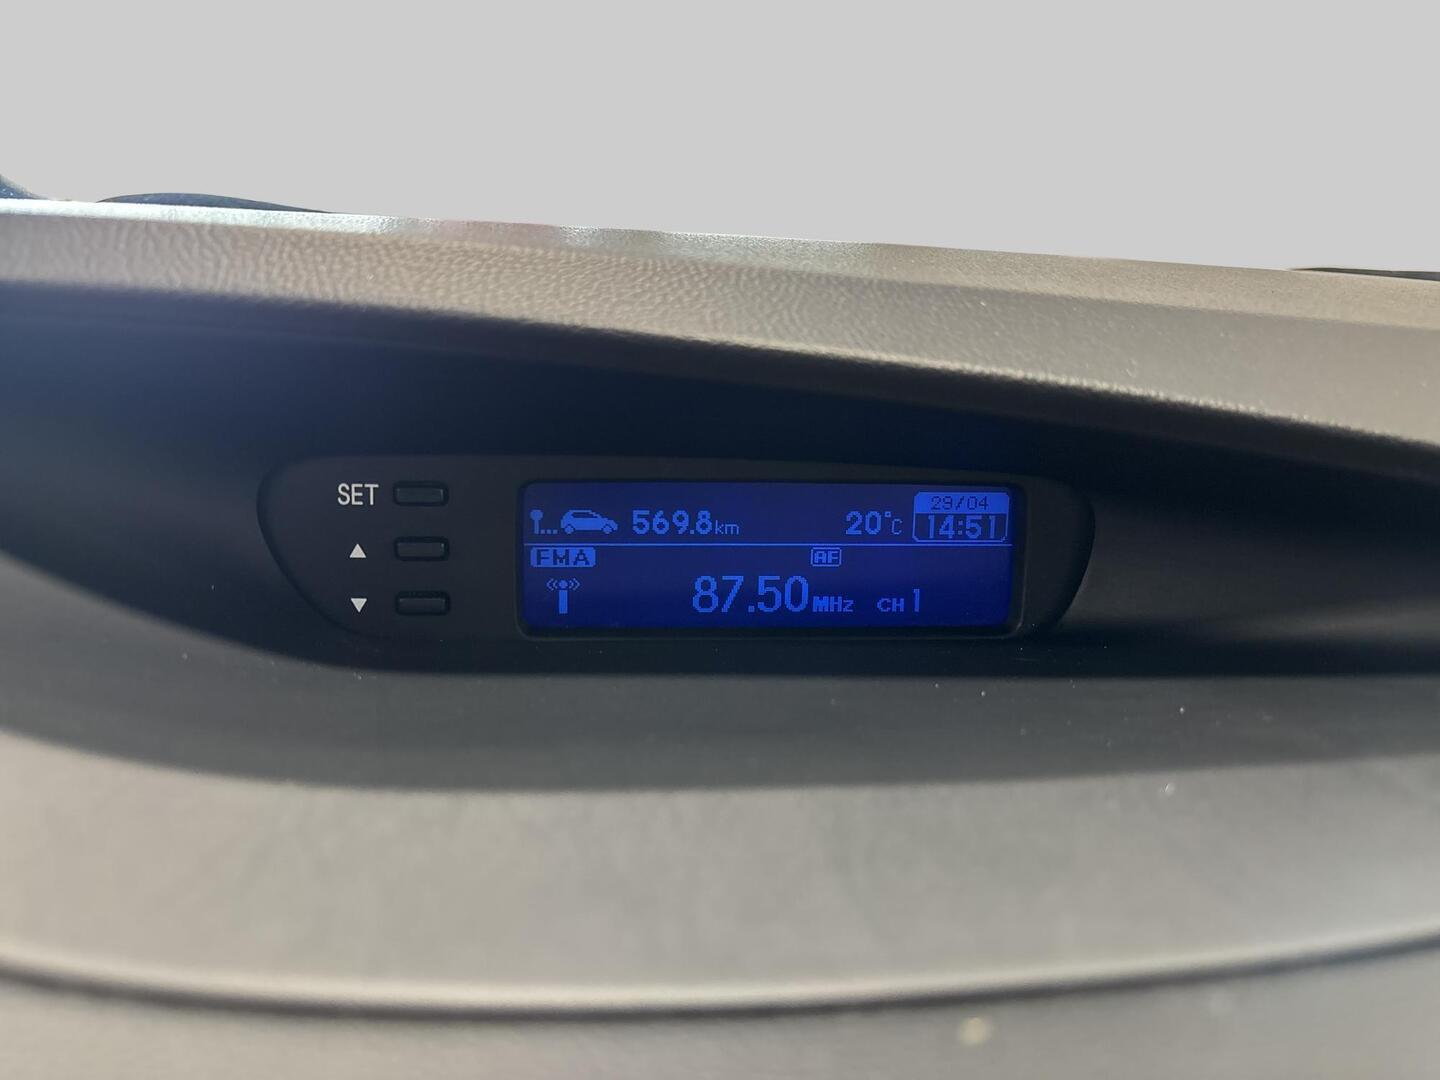 SET
▲
▼
569.8km
20°C
29/04
14:51
FMA
AF
87.50MHz CH 1